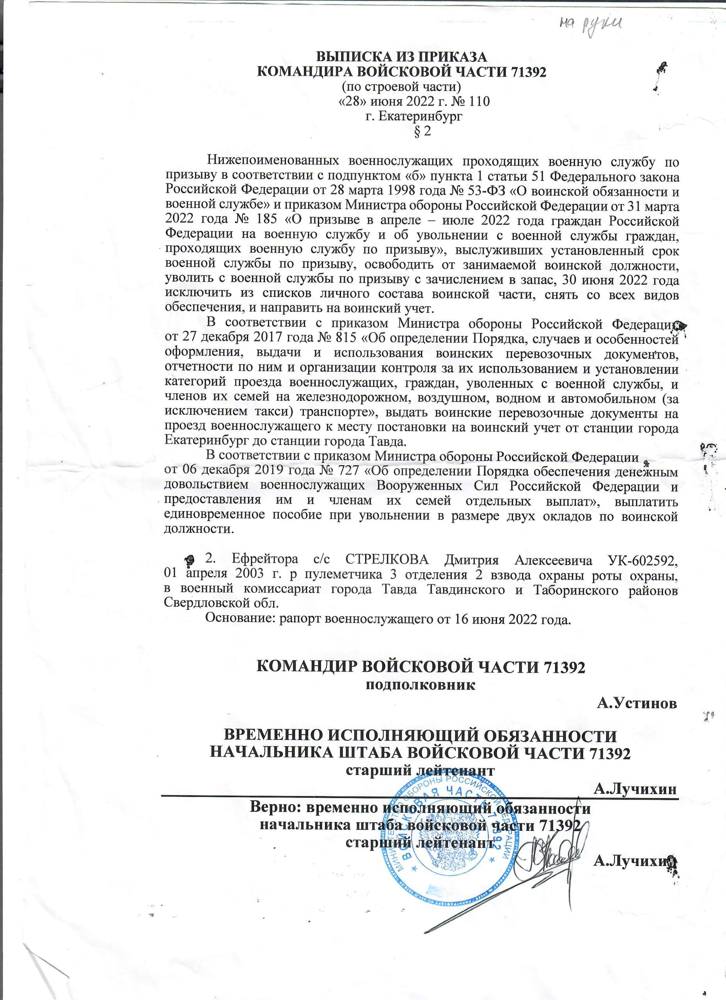 на руки
ВЫПИСКА ИЗ ПРИКАЗА
КОМАНДИРА ВОЙСКОВОЙ ЧАСТИ 71392
(по строевой части)
«28» июня 2022 г. № 110
г. Екатеринбург
§ 2
Нижепоименованных военнослужащих проходящих военную службу по
призыву в соответствии с подпунктом «б» пункта 1 статьи 51 Федерального закона
Российской Федерации от 28 марта 1998 года № 53-ФЗ «О воинской обязанности и
военной службе» и приказом Министра обороны Российской Федерации от 31 марта
2022 года № 185 «О призыве в апреле – июле 2022 года граждан Российской
Федерации на военную службу и об увольнении с военной службы граждан,
проходящих военную службу по призыву», выслуживших установленный срок
военной службы по призыву, освободить от занимаемой воинской должности,
уволить с военной службы по призыву с зачислением в запас, 30 июня 2022 года
исключить из списков личного состава воинской части, снять со всех видов
обеспечения, и направить на воинский учет.
В соответствии с приказом Министра обороны Российской Федерации
от 27 декабря 2017 года № 815 «Об определении Порядка, случаев и особенностей
оформления, выдачи и использования воинских перевозочных документов,
отчетности по ним и организации контроля за их использованием и установлении
категорий проезда военнослужащих, граждан, уволенных с военной службы, и
членов их семей на железнодорожном, воздушном, водном и автомобильном (за
исключением такси) транспорте», выдать воинские перевозочные документы на
проезд военнослужащего к месту постановки на воинский учет от станции города
Екатеринбург до станции города Тавда.
В соответствии с приказом Министра обороны Российской Федерации
от 06 декабря 2019 года № 727 «Об определении Порядка обеспечения денежным
довольствием военнослужащих Вооруженных Сил Российской Федерации и
предоставления им и членам их семей отдельных выплат», выплатить
единовременное пособие при увольнении в размере двух окладов по воинской
должности.
2. Ефрейтора с/с СТРЕЛКОВА Дмитрия Алексеевича УК-602592,
01 апреля 2003 г. р пулеметчика 3 отделения 2 взвода охраны роты охраны,
в военный комиссариат города Тавда Тавдинского и Таборинского районов
Свердловской обл.
Основание: рапорт военнослужащего от 16 июня 2022 года.
КОМАНДИР ВОЙСКОВОЙ ЧАСТИ 71392
подполковник
А.Устинов
ВРЕМЕННО ИСПОЛНЯЮЩИЙ ОБЯЗАННОСТИ
НАЧАЛЬНИКА ШТАБА ВОЙСКОВОЙ ЧАСТИ 71392
старший лейтенант
А.Лучихин
Верно: временно исполняющий обязанности
начальника штаба войсковой части 71392
старший лейтенант
А.Лучихин
МИНИСТЕРСТВО ОБОРОНЫ РОССИЙСКОЙ ФЕДЕРАЦИИ
* ВОЙСКОВАЯ ЧАСТЬ 71392 *